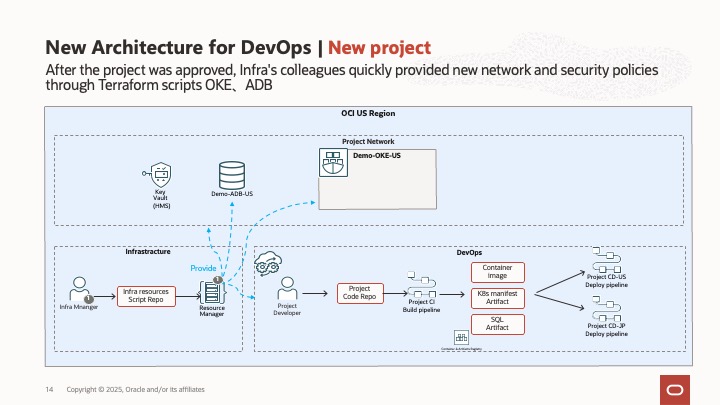 New Architecture for DevOps | New project
After the project was approved, Infra's colleagues quickly provided new network and security policies
through Terraform scripts OKE、ADB
OCI US Region
Project Network
Demo-OKE-US
Key
Vault
(HMS)
Demo-ADB-US
Infrastracture
DevOps
Provide
1
Infra resources
Script Repo
Infra Mnanger
1
Resource
Manager
Project
Developer
Project
Code Repo
Project CI
Build pipeline
Container
image
K8s manifest
Artifact
SQL
Artifact
Project CD-US
Deploy pipeline
Project CD-JP
Deploy pipeline
14
Copyright © 2025, Oracle and/or its affiliates